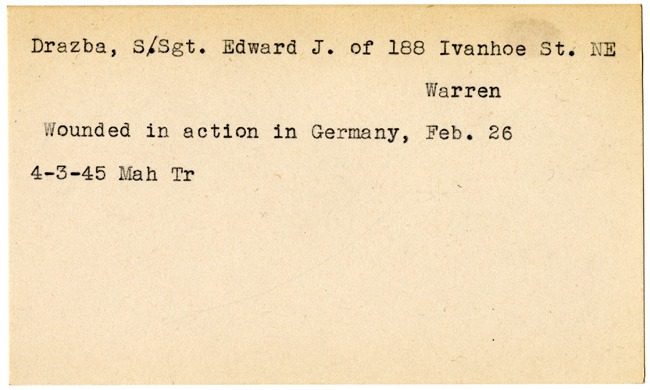 Drazba, S/Sgt. Edward J. of 188 Ivanhoe St. NE
Warren
Wounded in action in Germany, Feb. 26
4-3-45 Mah Tr